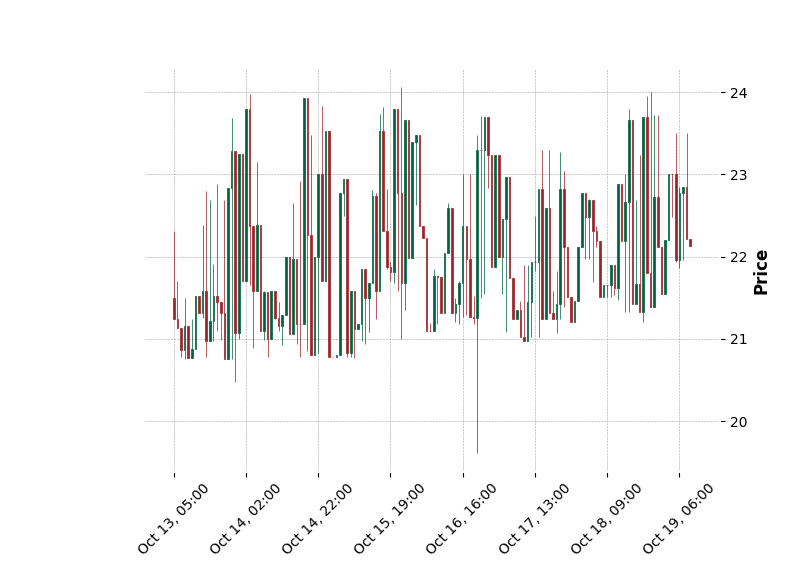 24
23
22
21
20
Price
Oct 13, 05:00
Oct 14, 02:00
Oct 14, 22:00
Oct 15, 19:00
Oct 16, 16:00
Oct 17, 13:00
Oct 18, 09:00
Oct 19, 06:00